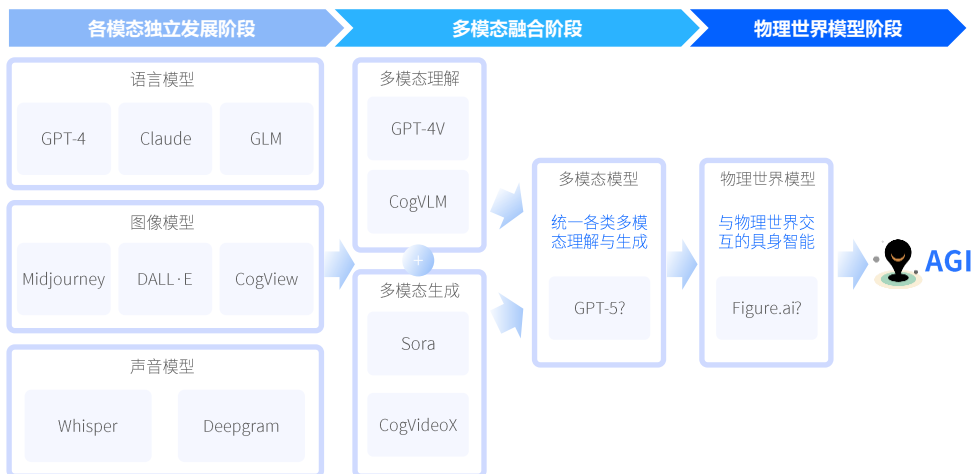 各模态独立发展阶段
多模态融合阶段
物理世界模型阶段
语言模型
GPT-4
Claude
GLM
图像模型
Midjourney
DALL·E
CogView
声音模型
Whisper
Deepgram
多模态理解
GPT-4V
CogVLM
+
多模态生成
Sora
CogVideoX
多模态模型
统一各类多模
态理解与生成
GPT-5?
物理世界模型
与物理世界交
互的具身智能
Figure.ai?
AGI